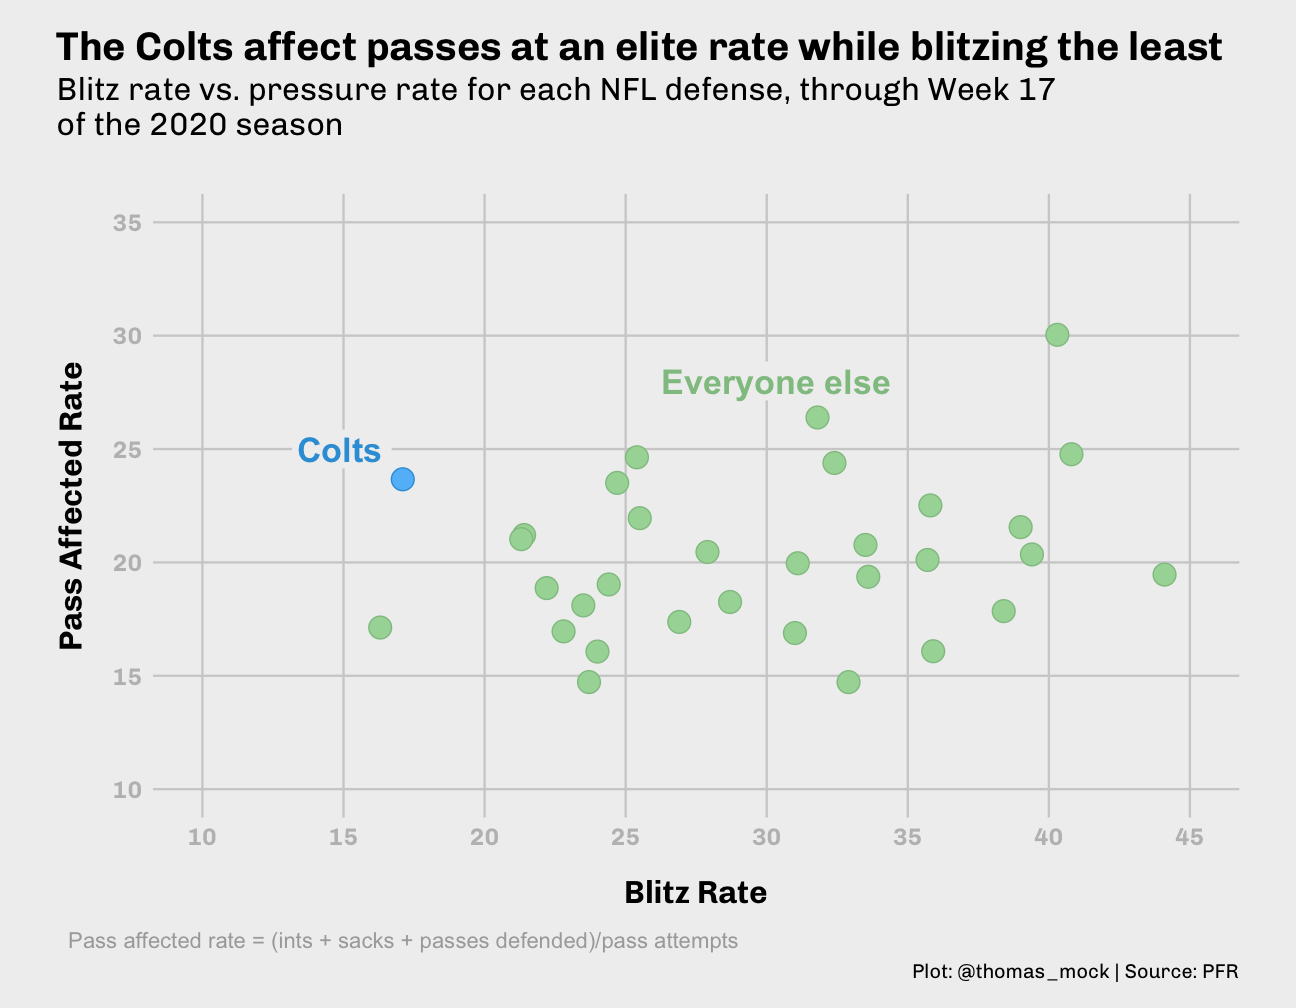 The Colts affect passes at an elite rate while blitzing the least
Blitz rate vs. pressure rate for each NFL defense, through Week 17
of the 2020 season
35
30
25
20
15
10
Pass Affected Rate
Everyone else
Colts
10 15 20 25 30 35 40 45
Blitz Rate
Pass affected rate = (ints + sacks + passes defended)/pass attempts
Plot: @thomas_mock | Source: PFR